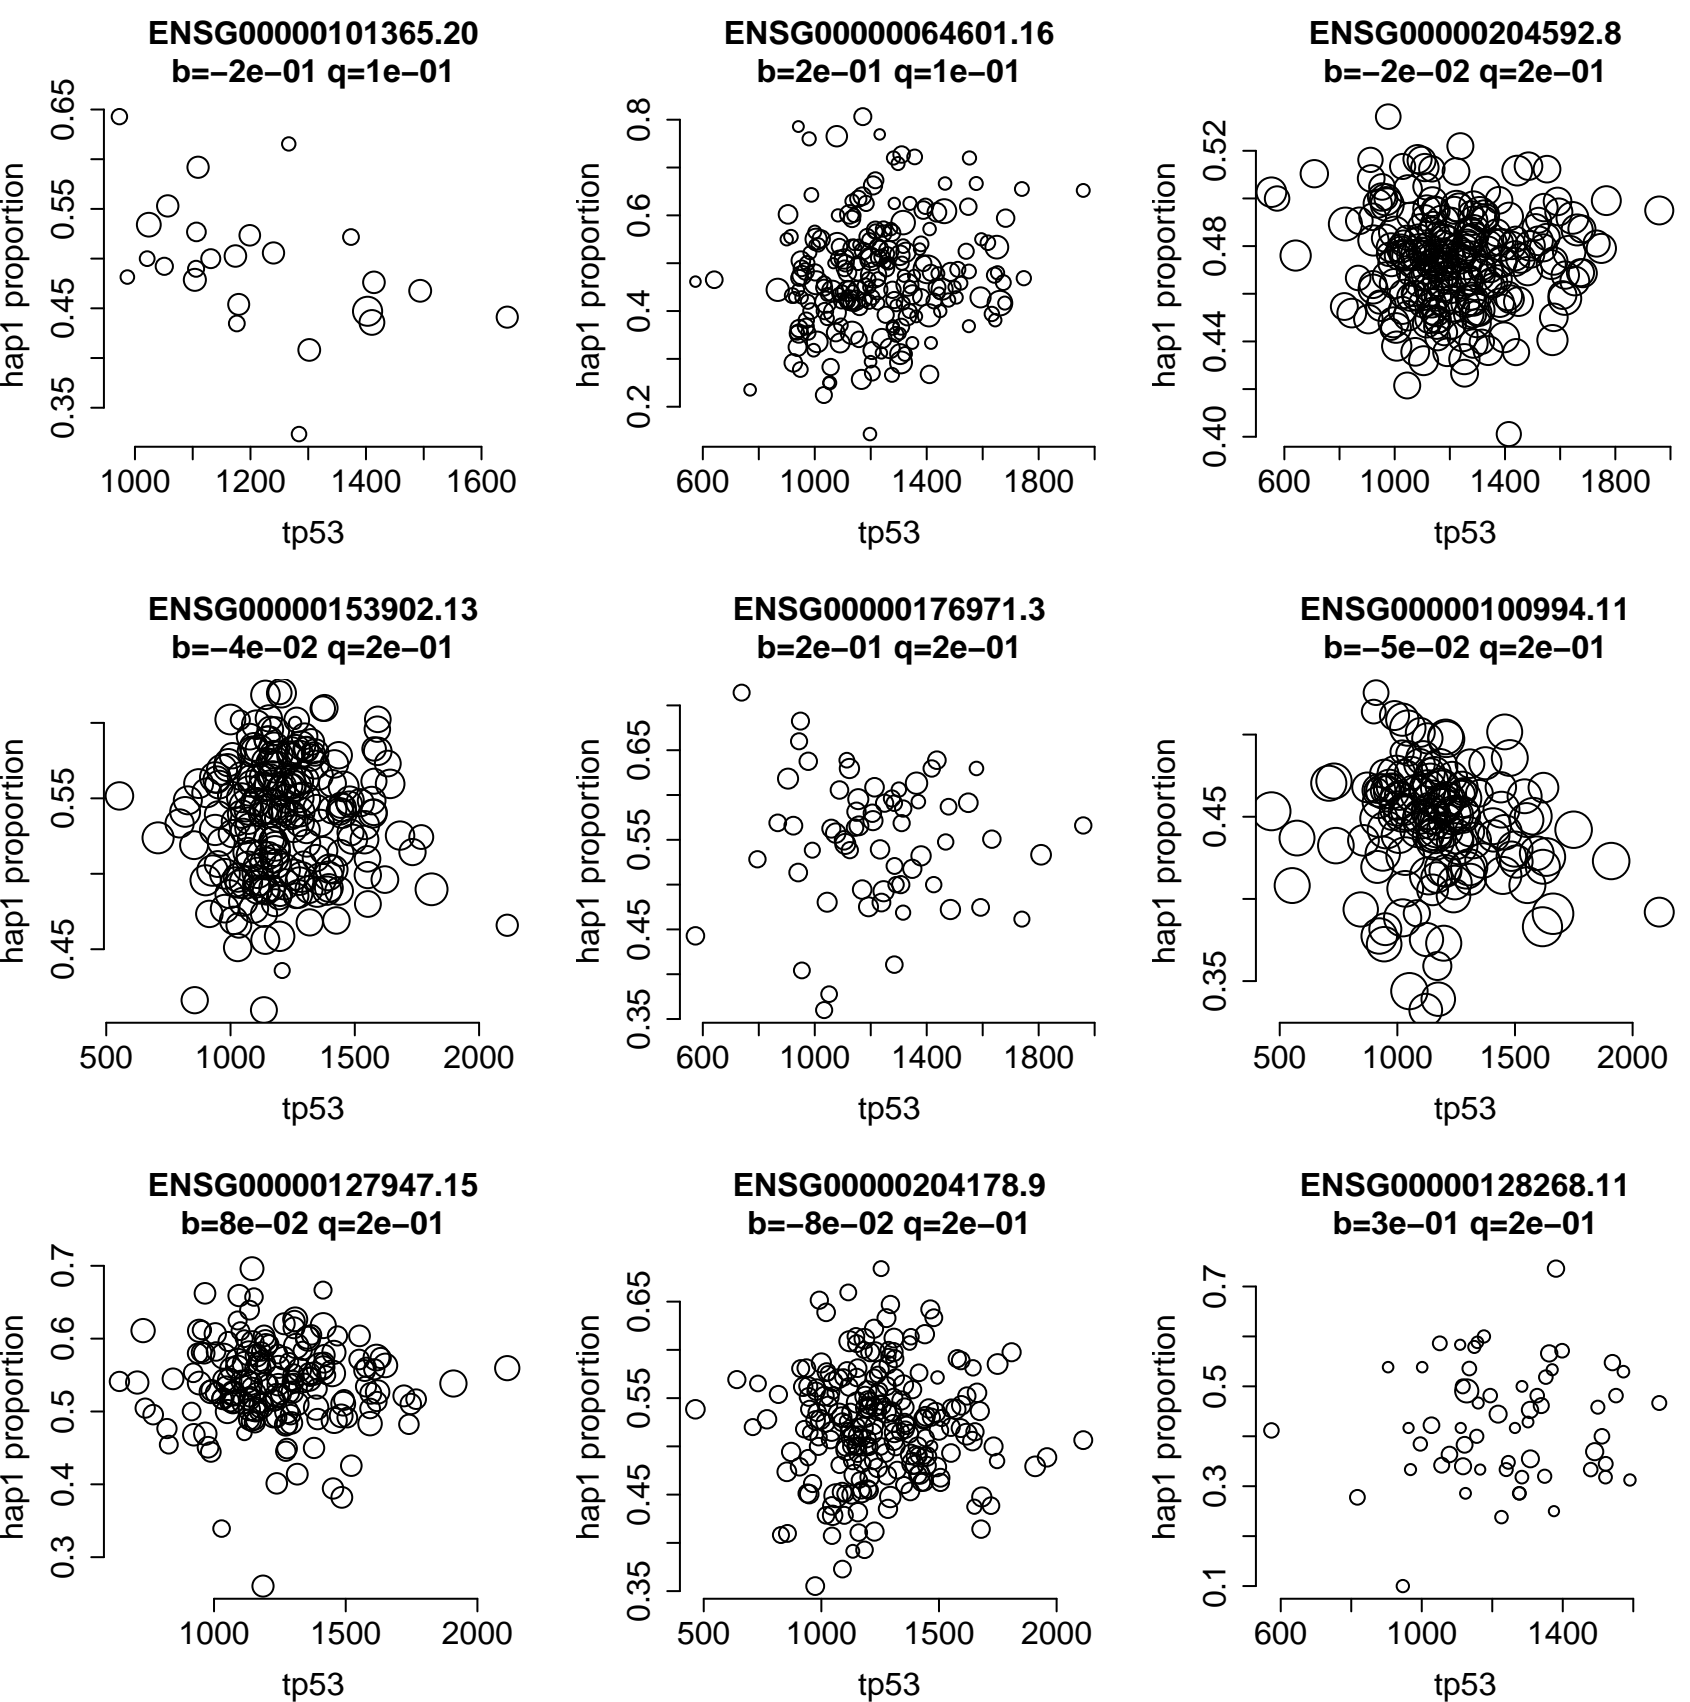 ENSG00000101365.20
b=−2e−01 q=1e−01
hap1 proportion
0.35 0.45 0.55 0.65
1000 1200 1400 1600
tp53
ENSG00000064601.16
b=2e−01 q=1e−01
hap1 proportion
0.2 0.4 0.6 0.8
600 1000 1400 1800
tp53
ENSG00000204592.8
b=−2e−02 q=2e−01
hap1 proportion
0.40 0.44 0.48 0.52
600 1000 1400 1800
tp53
ENSG00000153902.13
b=−4e−02 q=2e−01
hap1 proportion
0.45 0.55
500 1000 1500 2000
tp53
ENSG00000176971.3
b=2e−01 q=2e−01
hap1 proportion
0.35 0.45 0.55 0.65
600 1000 1400 1800
tp53
ENSG00000100994.11
b=−5e−02 q=2e−01
hap1 proportion
0.35 0.45
500 1000 1500 2000
tp53
ENSG00000127947.15
b=8e−02 q=2e−01
hap1 proportion
0.3 0.4 0.5 0.6 0.7
1000 1500 2000
tp53
ENSG00000204178.9
b=−8e−02 q=2e−01
hap1 proportion
0.35 0.45 0.55 0.65
500 1000 1500 2000
tp53
ENSG00000128268.11
b=3e−01 q=2e−01
hap1 proportion
0.1 0.3 0.5 0.7
600 1000 1400
tp53